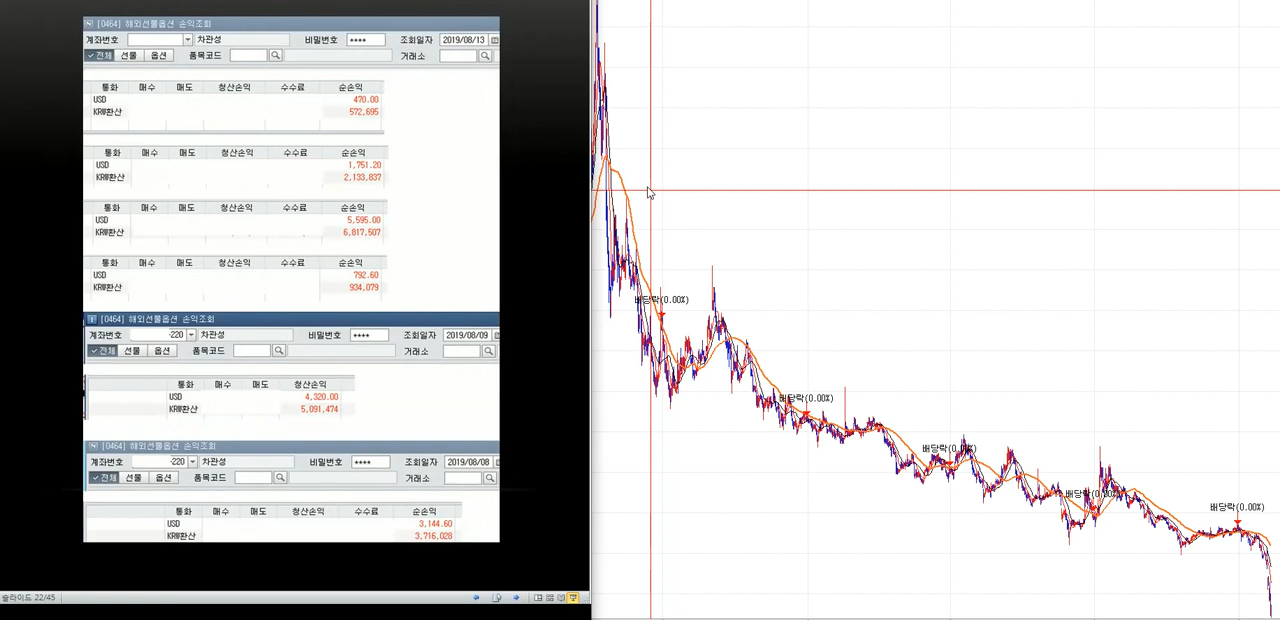 [0464] 해외선물옵션 손익조회
계좌번호 차관성 비밀번호 **** 조회일자 2019/08/13
전체 선물 옵션 품목코드 거래소
통화 매수 매도 청산손익 수수료 순손익
USD 470.00
KRW환산 572,695
통화 매수 매도 청산손익 수수료 순손익
USD 1,751.20
KRW환산 2,133,837
통화 매수 매도 청산손익 수수료 순손익
USD 5,595.00
KRW환산 6,817,507
통화 매수 매도 청산손익 수수료 순손익
USD 792.60
KRW환산 934,079
[0464] 해외선물옵션 손익조회
계좌번호 -220 차관성 비밀번호 **** 조회일자 2019/08/09
전체 선물 옵션 품목코드 거래소
통화 매수 매도 청산손익
USD 4,320.00
KRW환산 5,091,474
[0464] 해외선물옵션 손익조회
계좌번호 -220 차관성 비밀번호 **** 조회일자 2019/08/08
전체 선물 옵션 품목코드 거래소
통화 매수 매도 청산손익 수수료 순손익
USD 3,144.60
KRW환산 3,716,028
슬라이드 22/45
배당락(0.00%)
배당락(0.00%)
배당락(0.00%)
배당락(0.00%)
배당락(0.00%)